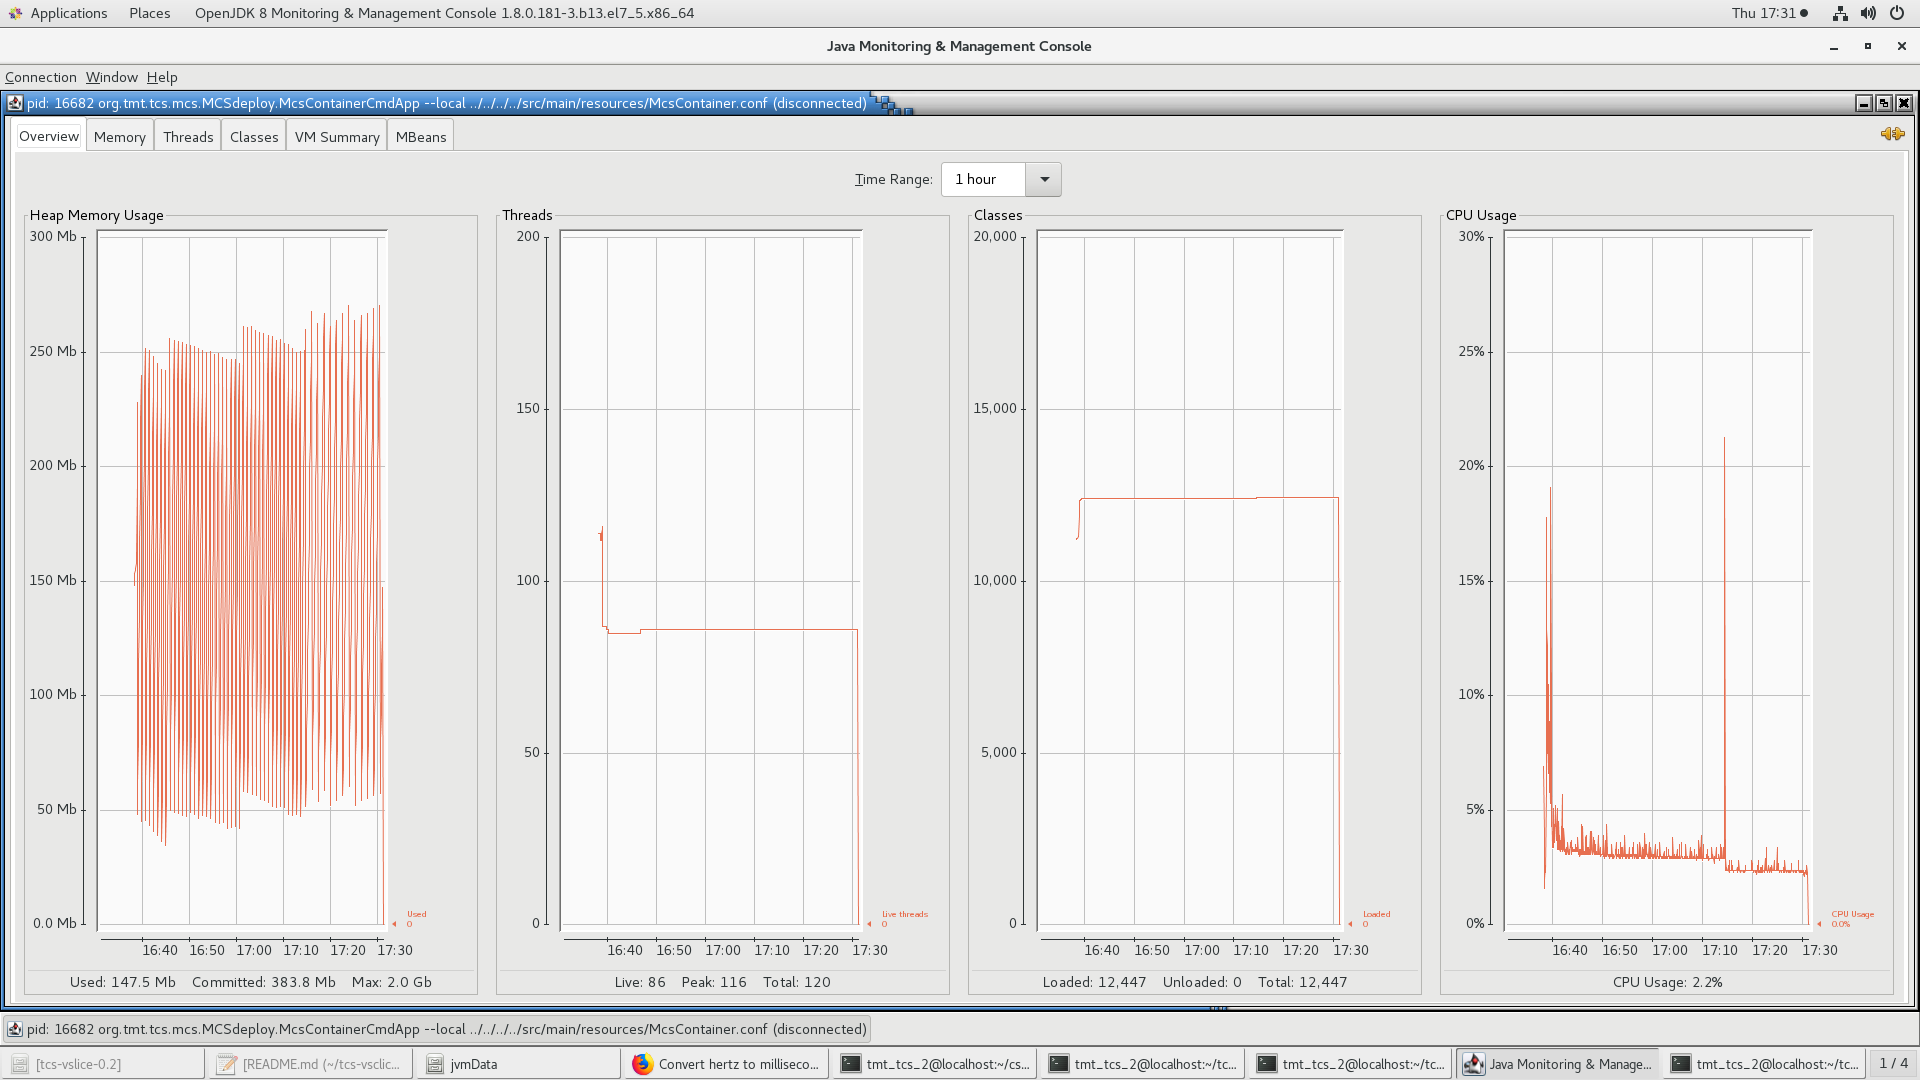 Applications Places OpenJDK 8 Monitoring & Management Console 1.8.0.181-3.b13.el7_5.x86_64 Thu 17:31
Java Monitoring & Management Console
Connection Window Help
pid: 16682 org.tmt.tcs.mcs.MCSdeploy.McsContainerCmdApp --local ../../../../src/main/resources/McsContainer.conf (disconnected)
Overview Memory Threads Classes VM Summary MBeans
Time Range: 1 hour
Heap Memory Usage
300 Mb
250 Mb
200 Mb
150 Mb
100 Mb
50 Mb
0.0 Mb
Used
0
16:40 16:50 17:00 17:10 17:20 17:30
Used: 147.5 Mb Committed: 383.8 Mb Max: 2.0 Gb
Threads
200
150
100
50
0
Live threads
0
16:40 16:50 17:00 17:10 17:20 17:30
Live: 86 Peak: 116 Total: 120
Classes
20,000
15,000
10,000
5,000
0
Loaded
0
16:40 16:50 17:00 17:10 17:20 17:30
Loaded: 12,447 Unloaded: 0 Total: 12,447
CPU Usage
30%
25%
20%
15%
10%
5%
0%
CPU Usage
0.0%
16:40 16:50 17:00 17:10 17:20 17:30
CPU Usage: 2.2%
pid: 16682 org.tmt.tcs.mcs.MCSdeploy.McsContainerCmdApp --local ../../../../src/main/resources/McsContainer.conf (disconnected)
[tcs-vslice-0.2] [README.md (~/tcs-vsclic... jvmData Convert hertz to milliseco... tmt_tcs_2@localhost:~/cs... tmt_tcs_2@localhost:~/tc... tmt_tcs_2@localhost:~/tc... Java Monitoring & Manage... tmt_tcs_2@localhost:~/tc... 1 / 4